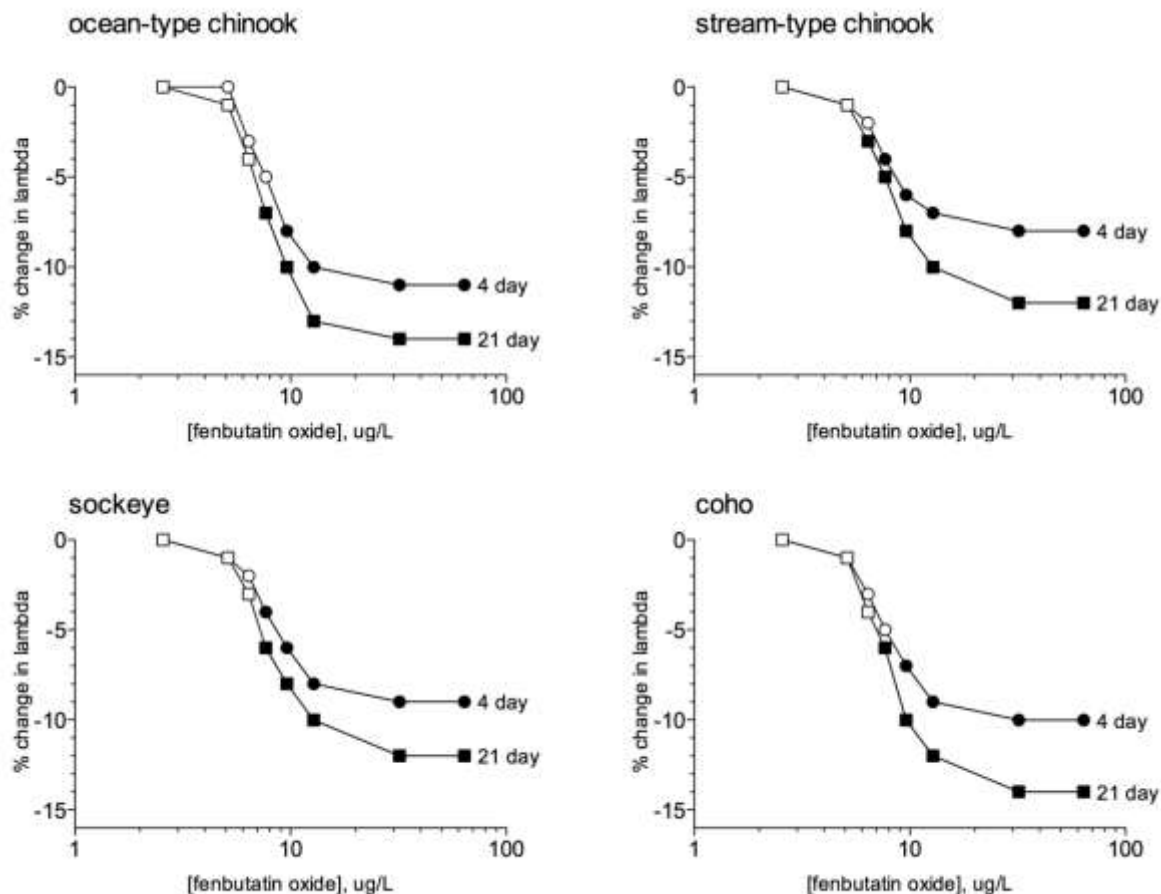 ocean-type chinook
0
-5
-10
-15
% change in lambda
4 day
21 day
1 10 100
[fenbutatin oxide], ug/L
stream-type chinook
0
-5
-10
-15
% change in lambda
4 day
21 day
1 10 100
[fenbutatin oxide], ug/L
sockeye
0
-5
-10
-15
% change in lambda
4 day
21 day
1 10 100
[fenbutatin oxide], ug/L
coho
0
-5
-10
-15
% change in lambda
4 day
21 day
1 10 100
[fenbutatin oxide], ug/L